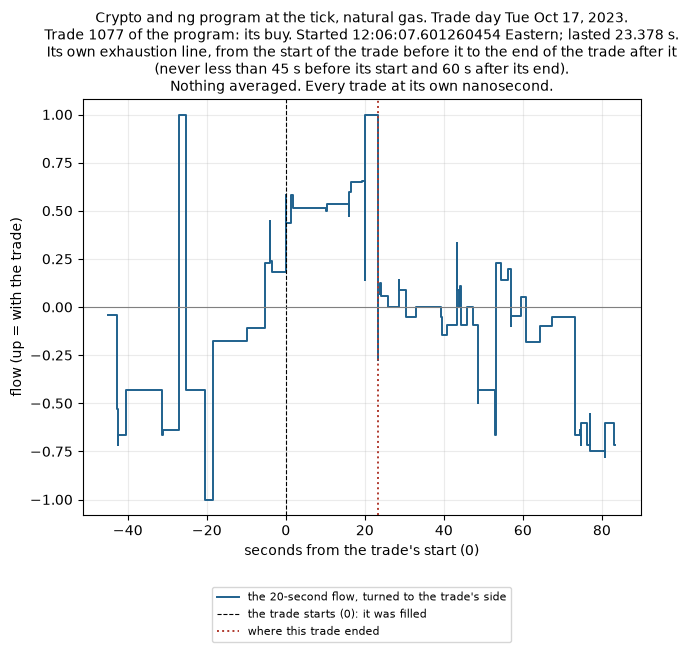 Crypto and ng program at the tick, natural gas. Trade day Tue Oct 17, 2023.
Trade 1077 of the program: its buy. Started 12:06:07.601260454 Eastern; lasted 23.378 s.
Its own exhaustion line, from the start of the trade before it to the end of the trade after it
(never less than 45 s before its start and 60 s after its end).
Nothing averaged. Every trade at its own nanosecond.
1.00
0.75
0.50
0.25
0.00
−0.25
−0.50
−0.75
−1.00
flow (up = with the trade)
−40
−20
0
20
40
60
80
seconds from the trade's start (0)
the 20-second flow, turned to the trade's side
the trade starts (0): it was filled
where this trade ended